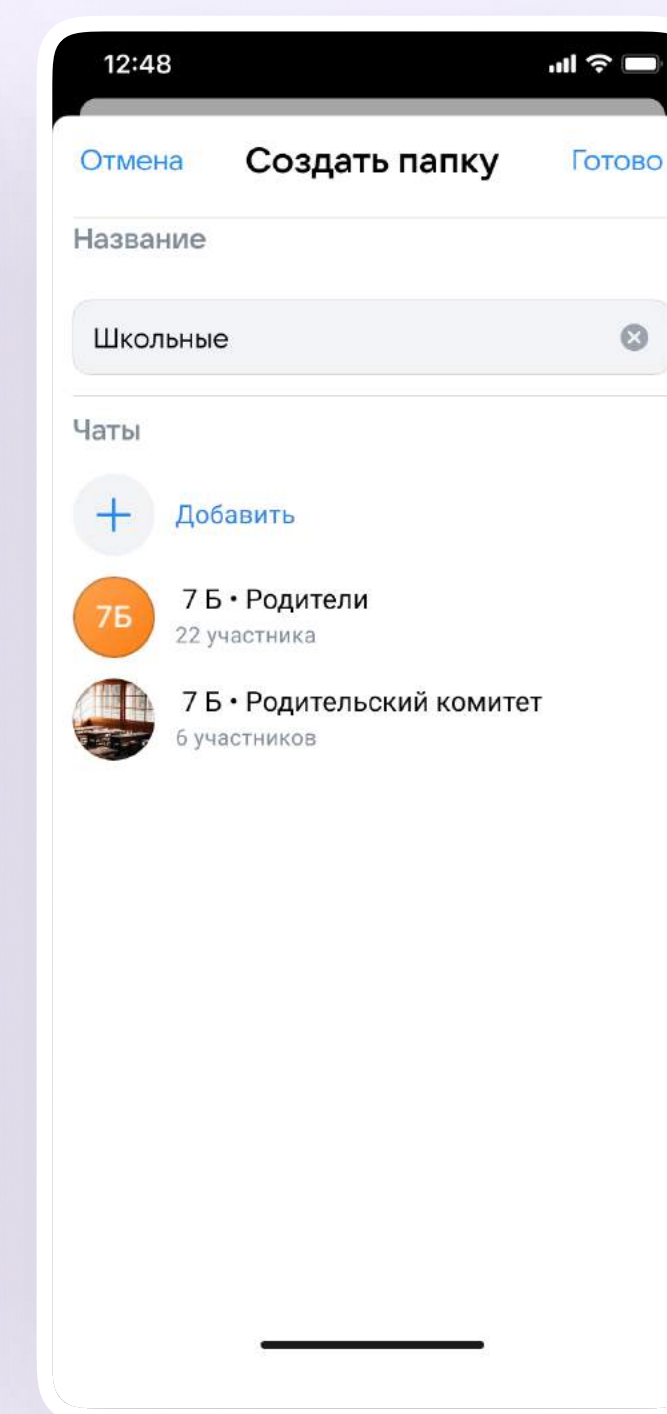 12:48
Отмена Создать папку Готово
Название
Школьные
Чаты
Добавить
7Б
7 Б • Родители
22 участника
7 Б • Родительский комитет
6 участников